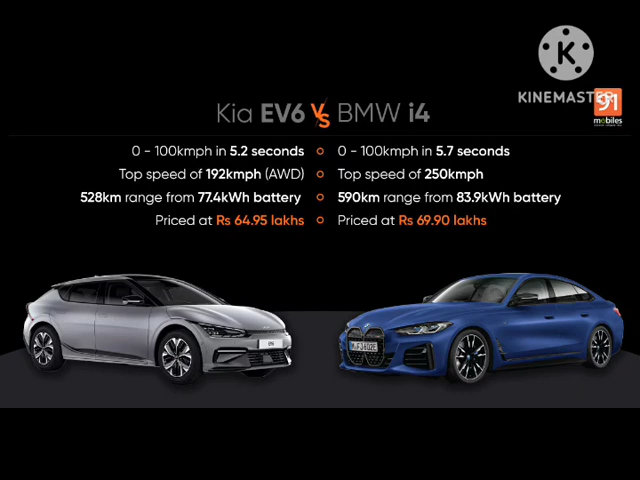 K
KINEMASTER
91
mobiles
Kia EV6 VS BMW i4
0 - 100kmph in 5.2 seconds 0 - 100kmph in 5.7 seconds
Top speed of 192kmph (AWD) Top speed of 250kmph
528km range from 77.4kWh battery 590km range from 83.9kWh battery
Priced at Rs 64.95 lakhs Priced at Rs 69.90 lakhs